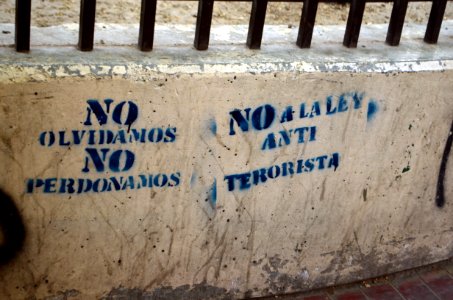 NO
OLVIDAMOS
NO
PERDONAMOS
NO A LA LEY
ANTI
TERORISTA